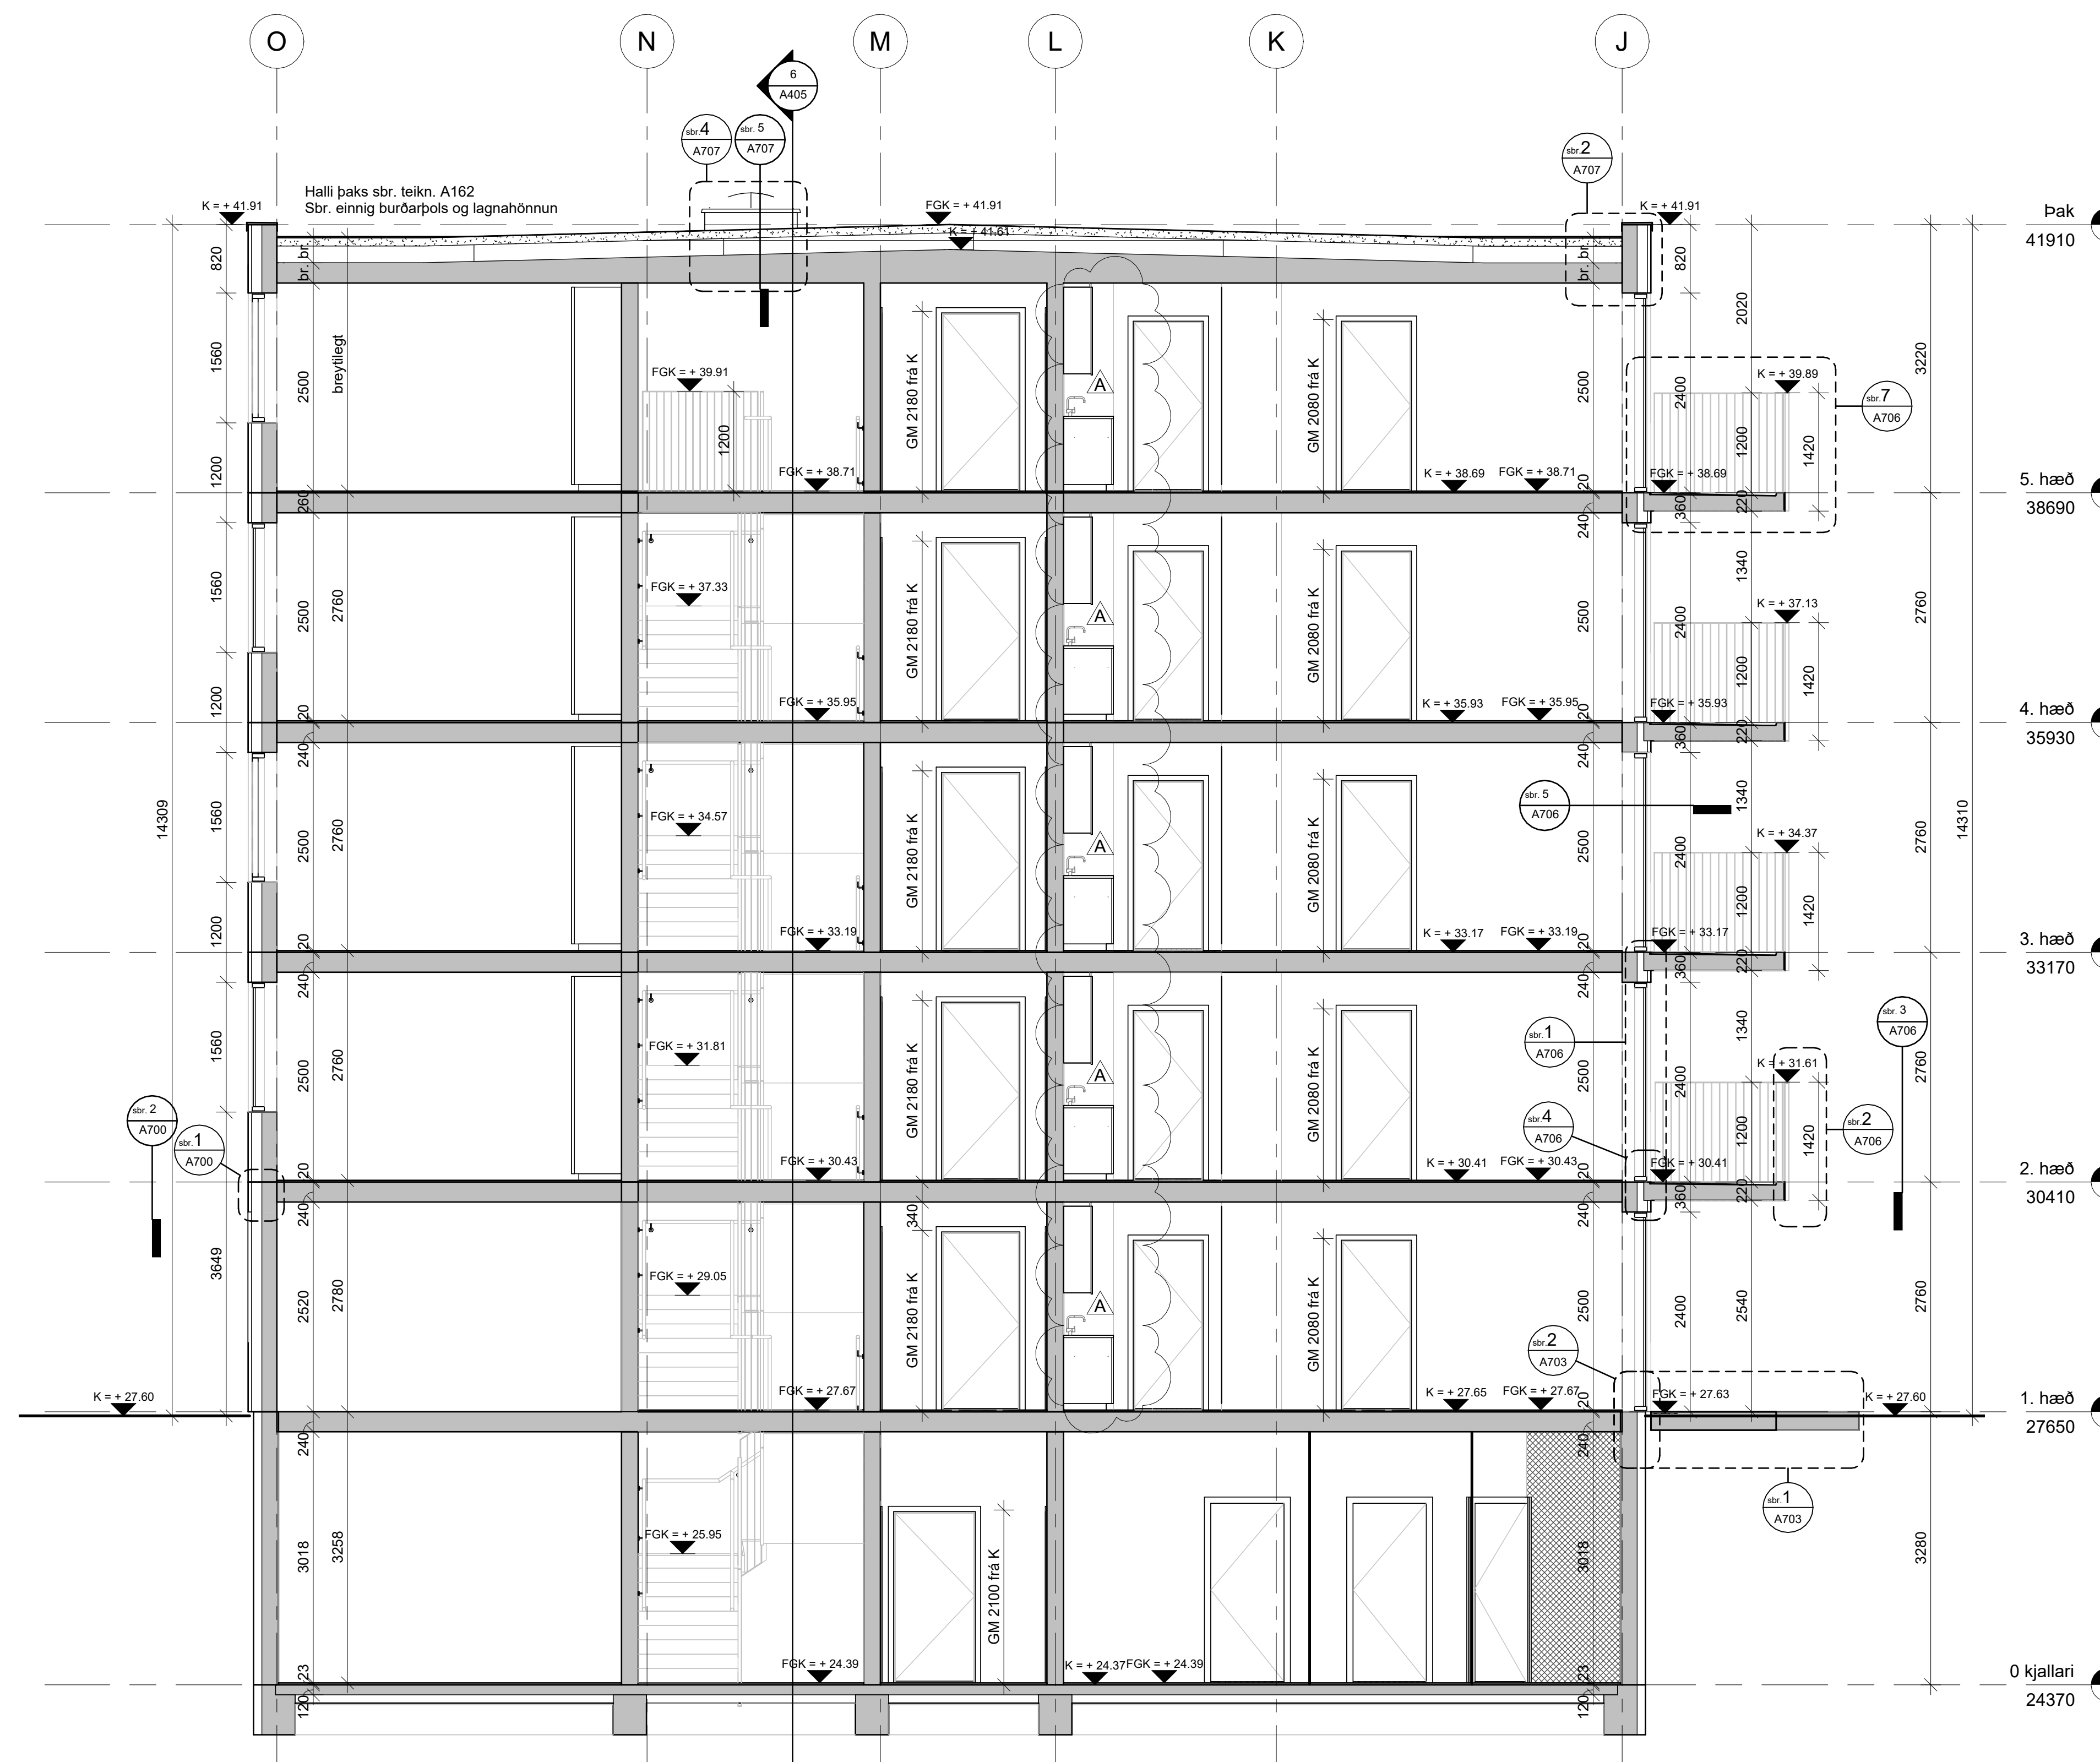 O
N
M
L
K
J
6
A405
sbr.4
A707
sbr. 5
A707
sbr.2
A707
Halli þaks sbr. teikn. A162
Sbr. einnig burðarþols og lagnahönnun
K = + 41.91
FGK = + 41.91
K = + 41.61
K = + 41.91
Þak
41910
820
br.
br.
br.
br.
820
2020
1560
2500
breytilegt
FGK = + 39.91
1200
GM 2180 frá K
A
GM 2080 frá K
2500
2400
K = + 39.89
1200
1420
3220
sbr.7
A706
1200
FGK = + 38.71
K = + 38.69
FGK = + 38.71
FGK = + 38.69
5. hæð
38690
260
20
240
360
220
1560
2500
2760
FGK = + 37.33
GM 2180 frá K
A
GM 2080 frá K
2500
2400
1340
K = + 37.13
1200
1420
2760
1200
FGK = + 35.95
K = + 35.93
FGK = + 35.95
FGK = + 35.93
4. hæð
35930
20
240
20
240
360
220
14309
1560
2500
2760
FGK = + 34.57
GM 2180 frá K
A
GM 2080 frá K
sbr. 5
A706
2500
2400
1340
K = + 34.37
1200
1420
2760
14310
1200
FGK = + 33.19
K = + 33.17
FGK = + 33.19
FGK = + 33.17
3. hæð
33170
20
240
20
240
360
220
1560
2500
2760
FGK = + 31.81
GM 2180 frá K
A
GM 2080 frá K
sbr.1
A706
2500
2400
1340
K = + 31.61
1200
1420
2760
sbr. 3
A706
sbr. 2
A700
sbr.1
A700
sbr.4
A706
sbr.2
A706
FGK = + 30.43
K = + 30.41
FGK = + 30.43
FGK = + 30.41
2. hæð
30410
20
240
340
20
240
360
220
3649
2520
2780
FGK = + 29.05
GM 2180 frá K
A
GM 2080 frá K
2500
2400
2540
2760
sbr.2
A703
K = + 27.60
FGK = + 27.67
K = + 27.65
FGK = + 27.67
FGK = + 27.63
K = + 27.60
1. hæð
27650
20
240
240
sbr.1
A703
3018
3258
FGK = + 25.95
GM 2100 frá K
3018
3280
FGK = + 24.39
K = + 24.37
FGK = + 24.39
0 kjallari
24370
23
120
23
120